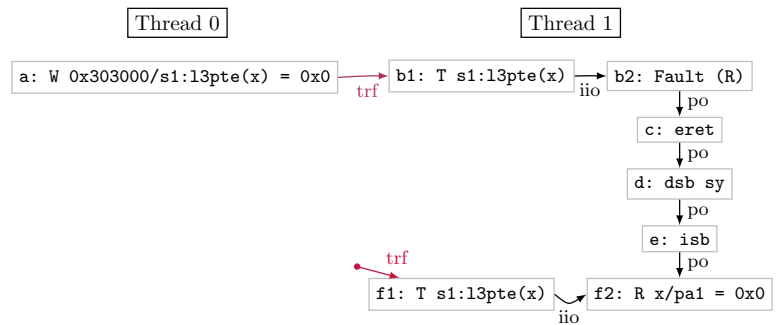 Thread 0
Thread 1
a: W 0x303000/s1:l3pte(x) = 0x0
trf
b1: T s1:l3pte(x)
iio
b2: Fault (R)
po
c: eret
po
d: dsb sy
po
e: isb
po
trf
f1: T s1:l3pte(x)
iio
f2: R x/pa1 = 0x0